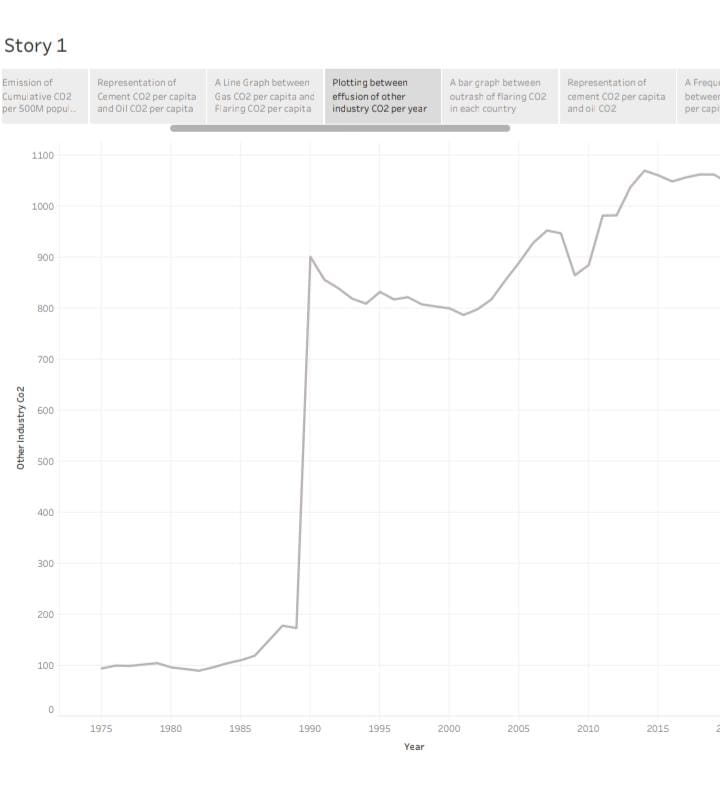 Story 1
Emission of
Cumulative CO2
per 500M popul..
Representation of
Cement CO2 per capita
and Oil CO2 per capita
A Line Graph between
Gas CO2 per capita and
Flaring CO2 per capita
Plotting between
effusion of other
industry CO2 per year
A bar graph between
outrash of flaring CO2
in each country
Representation of
cement CO2 per capita
and oil CO2
A Freque
between
per capi
1100
1000
900
800
700
600
500
400
300
200
100
0
Other Industry Co2
1975
1980
1985
1990
1995
2000
2005
2010
2015
2
Year